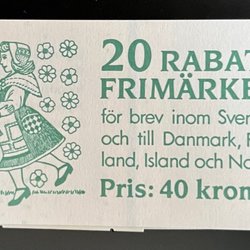 20 RABAT
FRIMÄRKE
för brev inom Sver
och till Danmark, F
land, Island och No
Pris: 40 kron